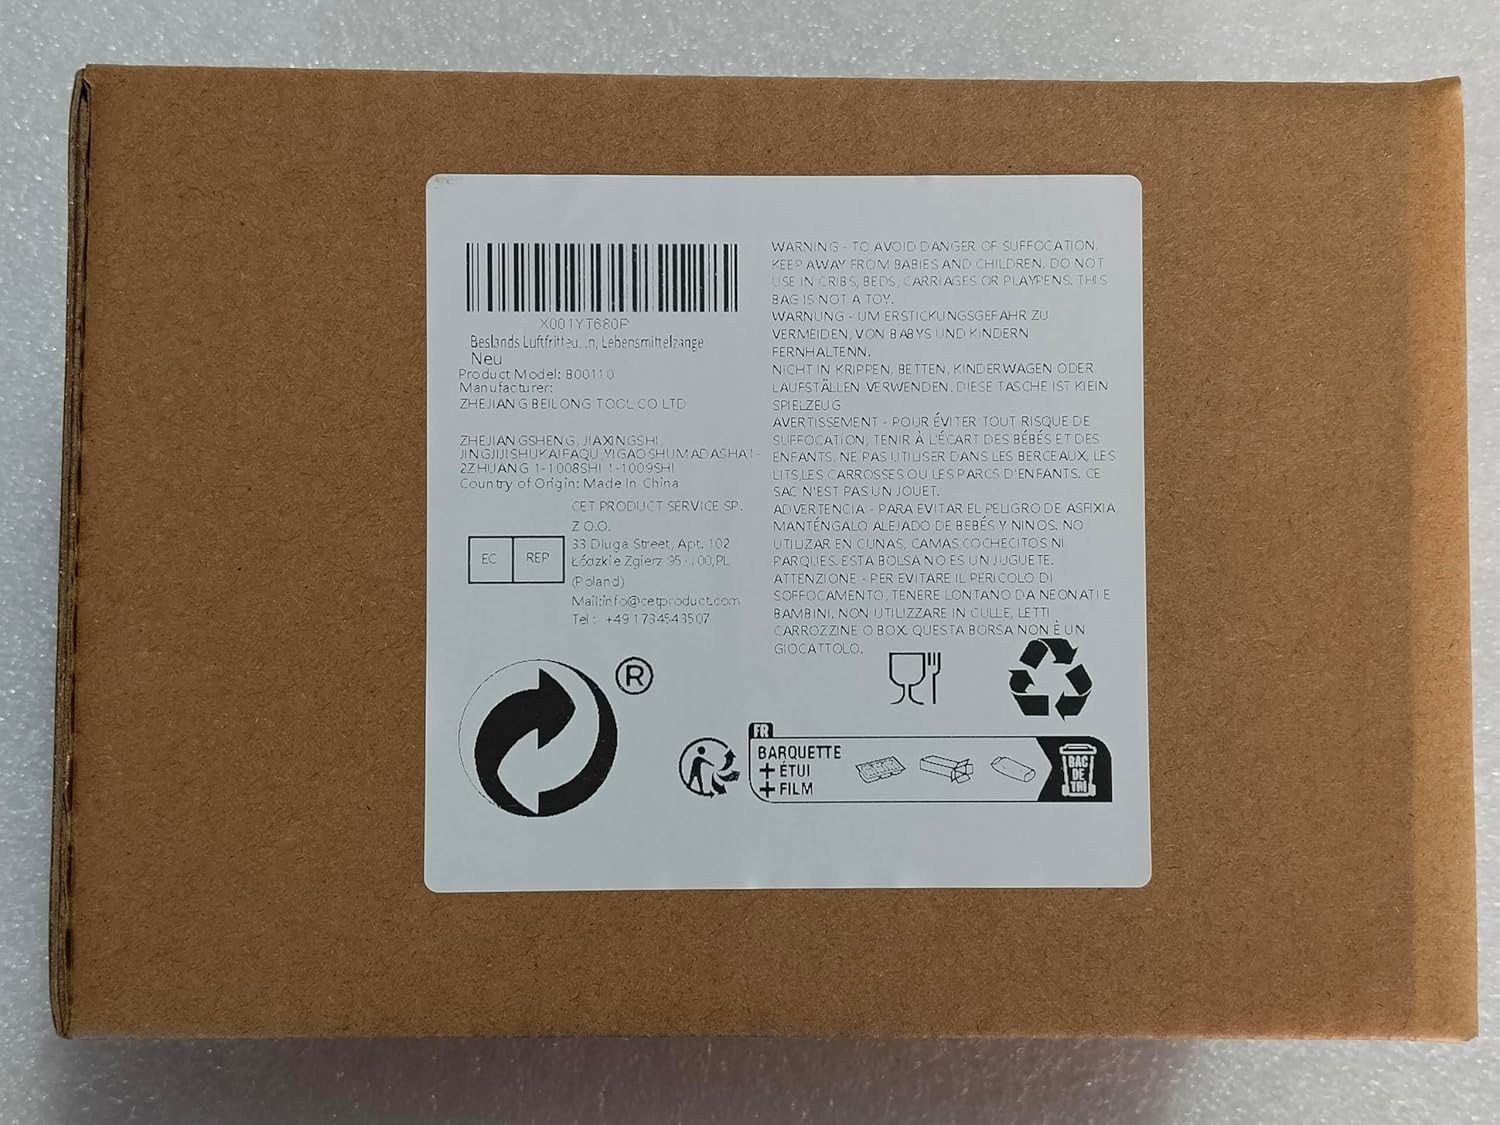 X001YT680P
Beslands Luftfritteu...n, Lebensmittelzange
Neu
Product Model: 800110
Manufacturer:
ZHEJIANG BEILONG TOOL CO LTD
ZHEJIANGSHENG, JIAXINGSHI,
JINGJIJISHUKAIFAQU,YIGAOSHUMADASHA1-
2ZHUANG 1-1008SHI 1-1009SHI
Country of Origin: Made In China
EC REP
CET PRODUCT SERVICE SP.
Z O.O.
33 Dluga Street, Apt. 102
Łódzkie Zgierz 95-100,PL
(Poland)
Mail:info@cetproduct.com
Tel: +49 1734543507
WARNING - TO AVOID DANGER OF SUFFOCATION,
KEEP AWAY FROM BABIES AND CHILDREN. DO NOT
USE IN CRIBS, BEDS, CARRIAGES OR PLAYPENS. THIS
BAG IS NOT A TOY.
WARNUNG - UM ERSTICKUNGSGEFAHR ZU
VERMEIDEN, VON BABYS UND KINDERN
FERNHALTENN.
NICHT IN KRIPPEN, BETTEN, KINDERWAGEN ODER
LAUFSTÄLLEN VERWENDEN. DIESE TASCHE IST KIEIN
SPIELZEUG
AVERTISSEMENT - POUR ÉVITER TOUT RISQUE DE
SUFFOCATION, TENIR À L'ÉCART DES BÉBÉS ET DES
ENFANTS. NE PAS UTILISER DANS LES BERCEAUX, LES
LITS,LES CARROSSES OU LES PARCS D'ENFANTS. CE
SAC N'EST PAS UN JOUET.
ADVERTENCIA - PARA EVITAR EL PELIGRO DE ASFIXIA,
MANTÉNGALO ALEJADO DE BEBÉS Y NINOS. NO
UTILIZAR EN CUNAS, CAMAS,COCHECITOS NI
PARQUES. ESTA BOLSA NO ES UN JUGUETE.
ATTENZIONE - PER EVITARE IL PERICOLO DI
SOFFOCAMENTO, TENERE LONTANO DA NEONATI E
BAMBINI. NON UTILIZZARE IN CULLE, LETTI
CARROZZINE O BOX. QUESTA BORSA NON È UN
GIOCATTOLO.
®
FR
BARQUETTE
+ ÉTUI
+ FILM
BAC
DE
TRI